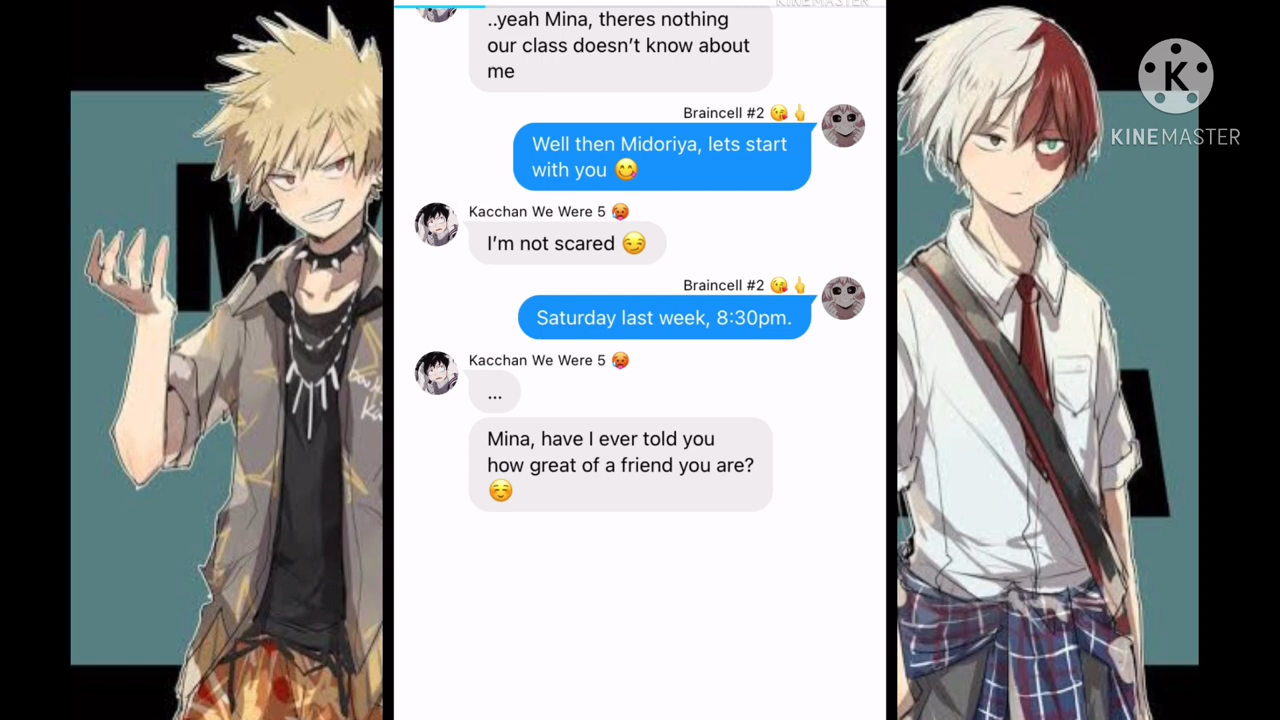 KINEMASTER
..yeah Mina, theres nothing
our class doesn’t know about
me
Braincell #2 😘🖕
Well then Midoriya, lets start
with you 😋
K
KINEMASTER
Kacchan We Were 5 🥵
I’m not scared 😏
Braincell #2 😘🖕
Saturday last week, 8:30pm.
Kacchan We Were 5 🥵
...
Mina, have I ever told you
how great of a friend you are?
☺️